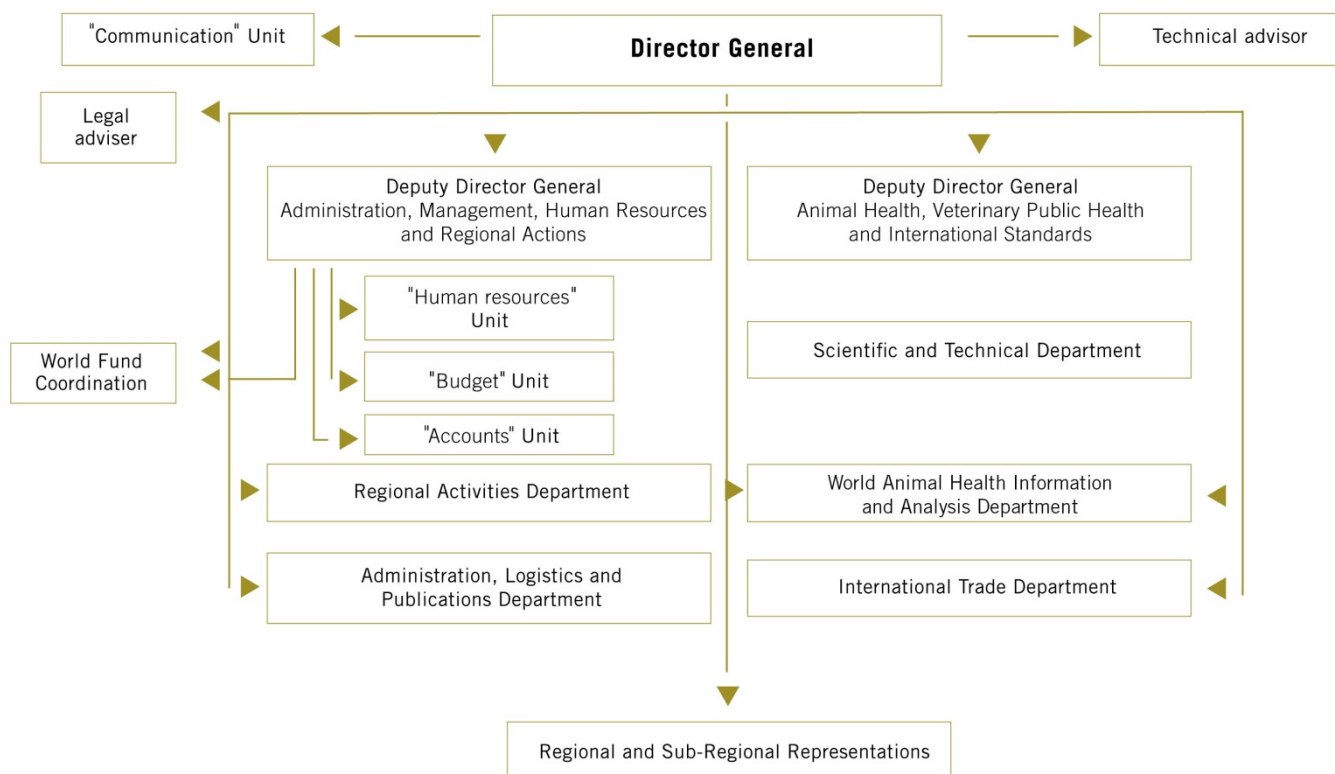 "Communication" Unit
Director General
Technical advisor
Legal
adviser
Deputy Director General
Administration, Management, Human Resources
and Regional Actions
Deputy Director General
Animal Health, Veterinary Public Health
and International Standards
"Human resources"
Unit
World Fund
Coordination
Scientific and Technical Department
"Budget" Unit
"Accounts" Unit
Regional Activities Department
World Animal Health Information
and Analysis Department
Administration, Logistics and
Publications Department
International Trade Department
Regional and Sub-Regional Representations